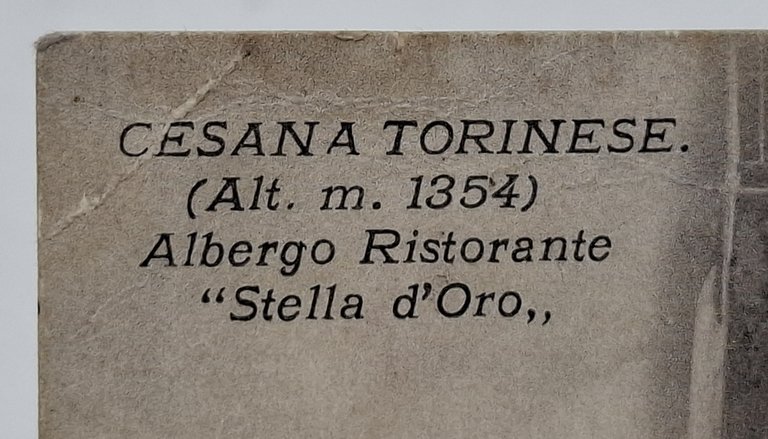 CESANA TORINESE.
(Alt. m. 1354)
Albergo Ristorante
“Stella d'Oro,,